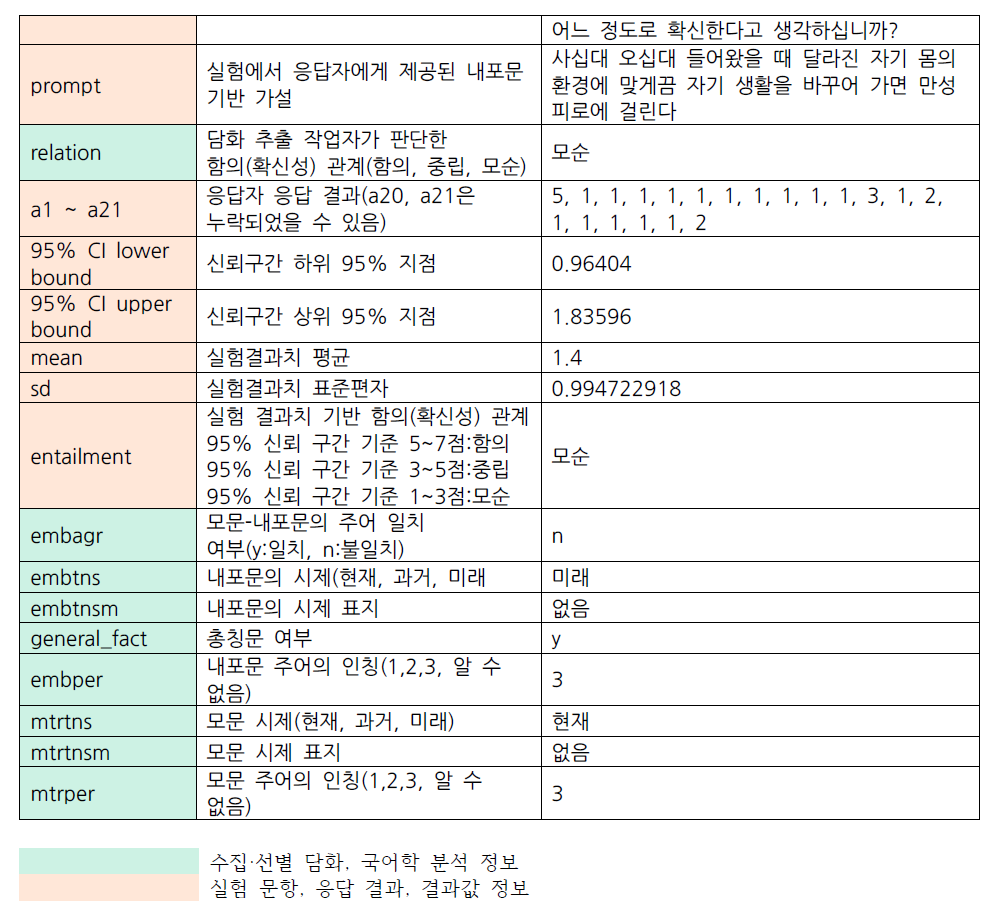 어느 정도로 확신한다고 생각하십니까?
prompt
실험에서 응답자에게 제공된 내포문
기반 가설
사십대 오십대 들어왔을 때 달라진 자기 몸의
환경에 맞게끔 자기 생활을 바꾸어 가면 만성
피로에 걸린다
relation
담화 추출 작업자가 판단한
함의(확신성) 관계(함의, 중립, 모순)
모순
a1 ~ a21
응답자 응답 결과(a20, a21은
누락되었을 수 있음)
5, 1, 1, 1, 1, 1, 1, 1, 1, 1, 1, 3, 1, 2,
1, 1, 1, 1, 1, 2
95% CI lower
bound
신뢰구간 하위 95% 지점
0.96404
95% CI upper
bound
신뢰구간 상위 95% 지점
1.83596
mean
실험결과치 평균
1.4
sd
실험결과치 표준편자
0.994722918
entailment
실험 결과치 기반 함의(확신성) 관계
95% 신뢰 구간 기준 5~7점:함의
95% 신뢰 구간 기준 3~5점:중립
95% 신뢰 구간 기준 1~3점:모순
모순
embagr
모문-내포문의 주어 일치
여부(y:일치, n:불일치)
n
embtns
내포문의 시제(현재, 과거, 미래
미래
embtnsm
내포문의 시제 표지
없음
general_fact
총칭문 여부
y
embper
내포문 주어의 인칭(1,2,3, 알 수
없음)
3
mtrtns
모문 시제(현재, 과거, 미래)
현재
mtrtnsm
모문 시제 표지
없음
mtrper
모문 주어의 인칭(1,2,3, 알 수
없음)
3
수집·선별 담화, 국어학 분석 정보
실험 문항, 응답 결과, 결과값 정보